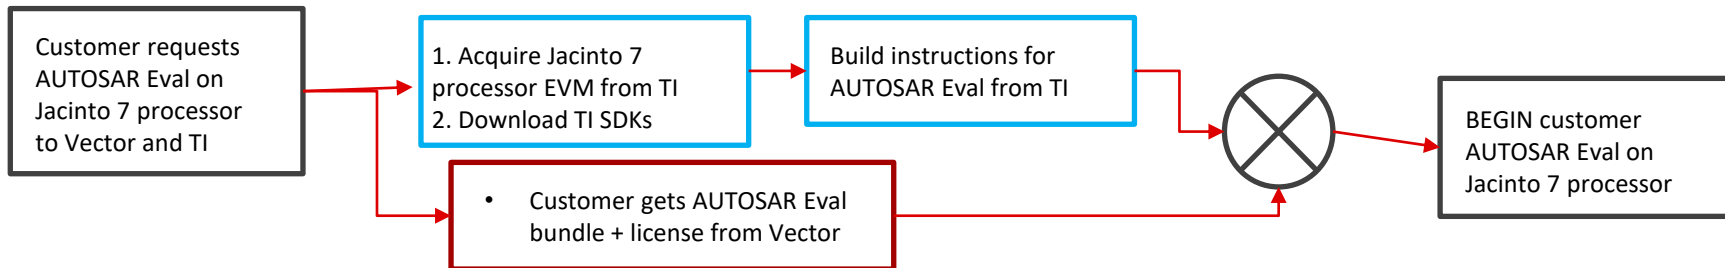 Customer requests
AUTOSAR Eval on
Jacinto 7 processor
to Vector and TI
1. Acquire Jacinto 7
processor EVM from TI
2. Download TI SDKs
Build instructions for
AUTOSAR Eval from TI
• Customer gets AUTOSAR Eval
bundle + license from Vector
BEGIN customer
AUTOSAR Eval on
Jacinto 7 processor